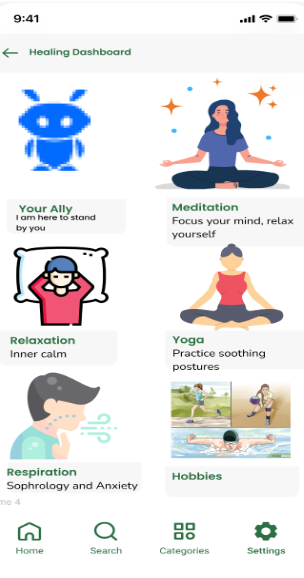 9:41
Healing Dashboard
Your Ally
I am here to stand
by you
Meditation
Focus your mind, relax
yourself
Relaxation
Inner calm
Yoga
Practice soothing
postures
Respiration
Sophrology and Anxiety
Hobbies
me 4
Home
Search
Categories
Settings